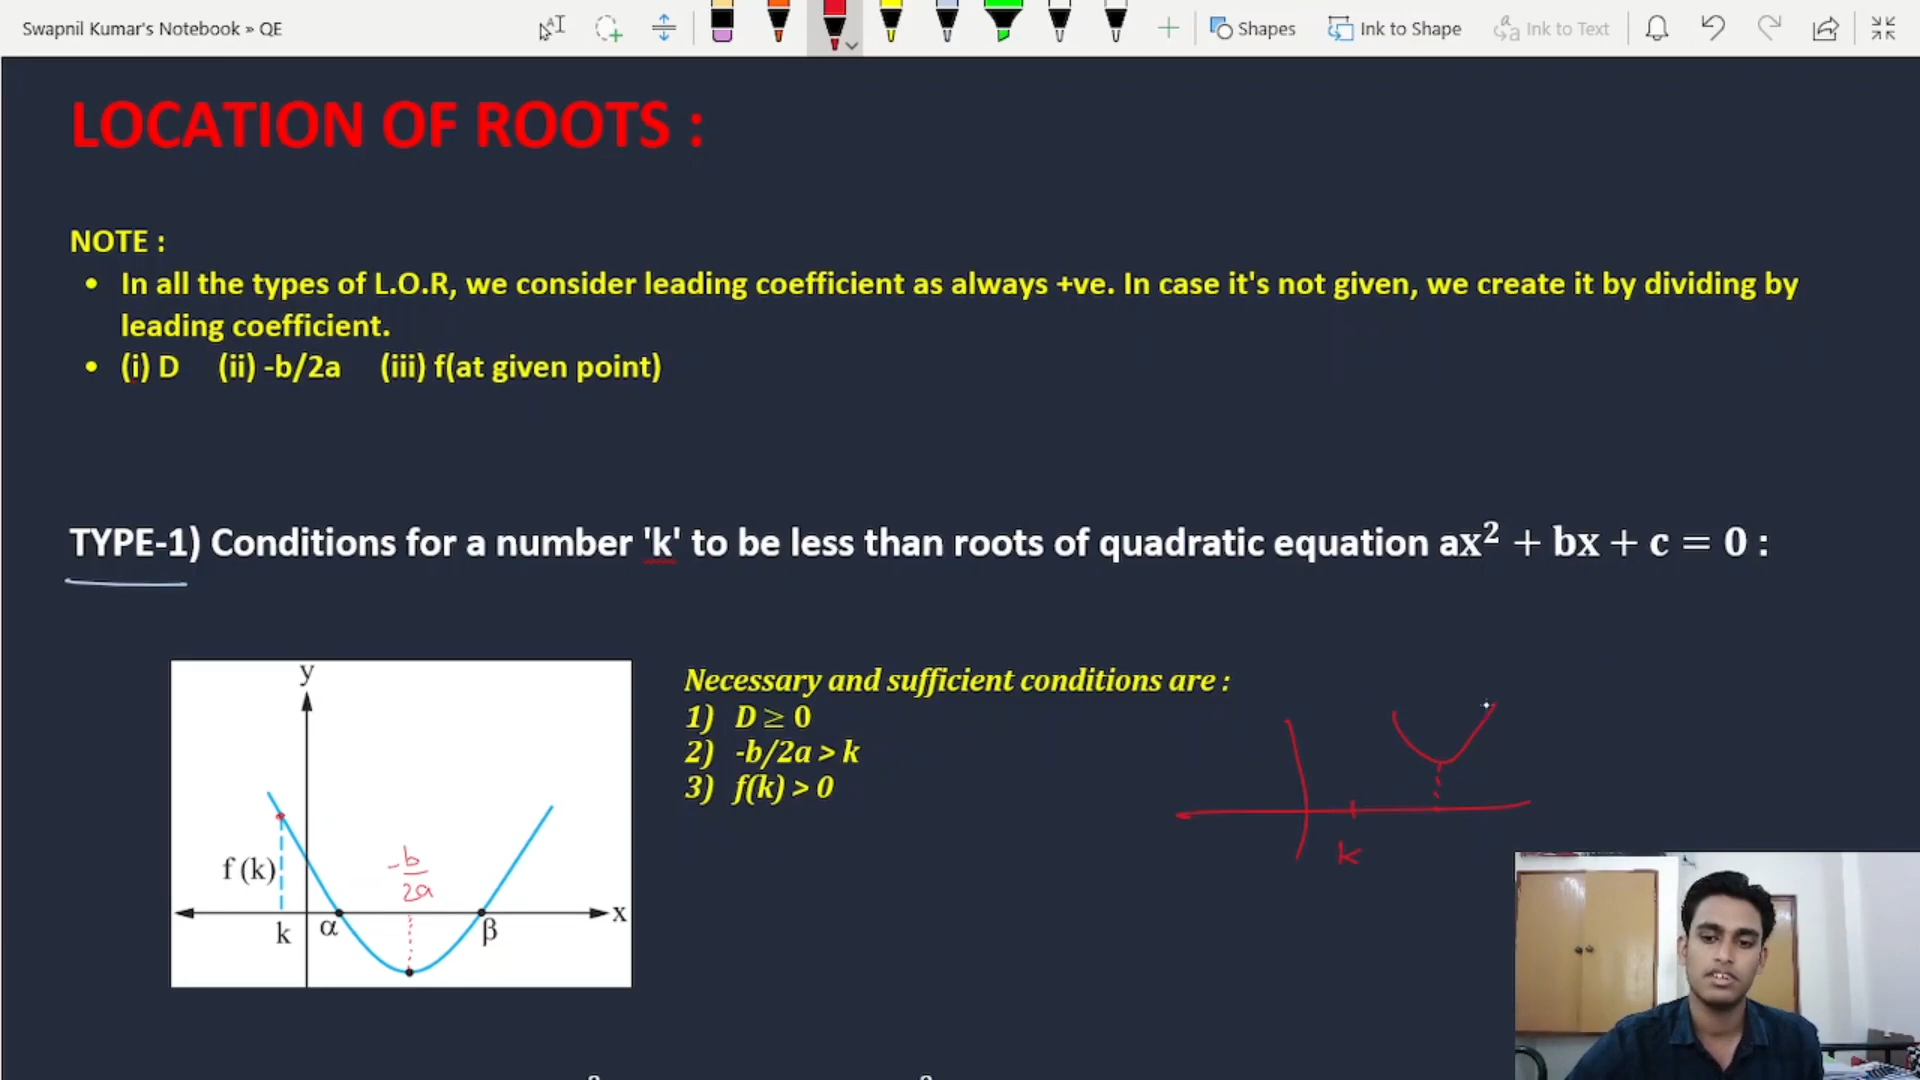 Swapnil Kumar's Notebook » QE
Shapes
Ink to Shape
Ink to Text
LOCATION OF ROOTS :
NOTE :
• In all the types of L.O.R, we consider leading coefficient as always +ve. In case it's not given, we create it by dividing by
leading coefficient.
• (i) D (ii) -b/2a (iii) f(at given point)
TYPE-1) Conditions for a number 'k' to be less than roots of quadratic equation ax² + bx + c = 0 :
y
f (k)
-b/2a
k
α
β
x
Necessary and sufficient conditions are :
1) D ≥ 0
2) -b/2a > k
3) f(k) > 0
k